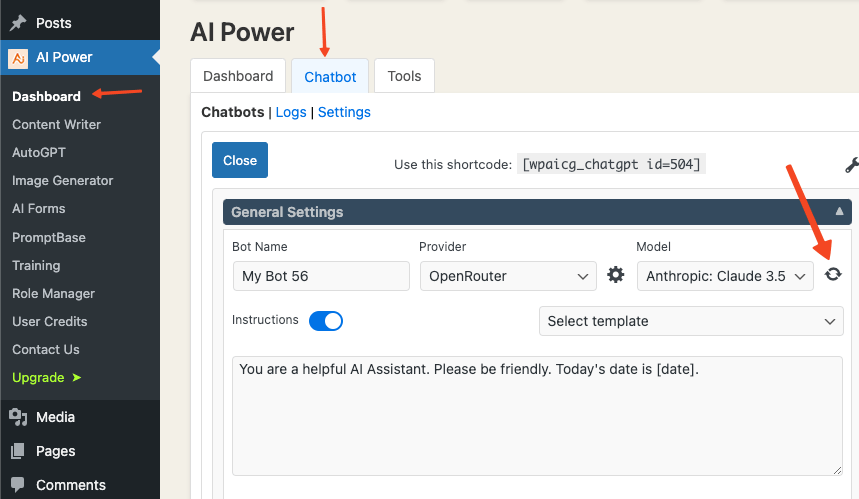 Posts
AI Power
Dashboard
Content Writer
AutoGPT
Image Generator
AI Forms
PromptBase
Training
Role Manager
User Credits
Contact Us
Upgrade ➤
Media
Pages
Comments
AI Power
Dashboard Chatbot Tools
Chatbots | Logs | Settings
Close Use this shortcode: [wpaicg_chatgpt id=504]
General Settings ▲
Bot Name Provider Model
My Bot 56 OpenRouter Anthropic: Claude 3.5
Instructions Select template
You are a helpful AI Assistant. Please be friendly. Today's date is [date].